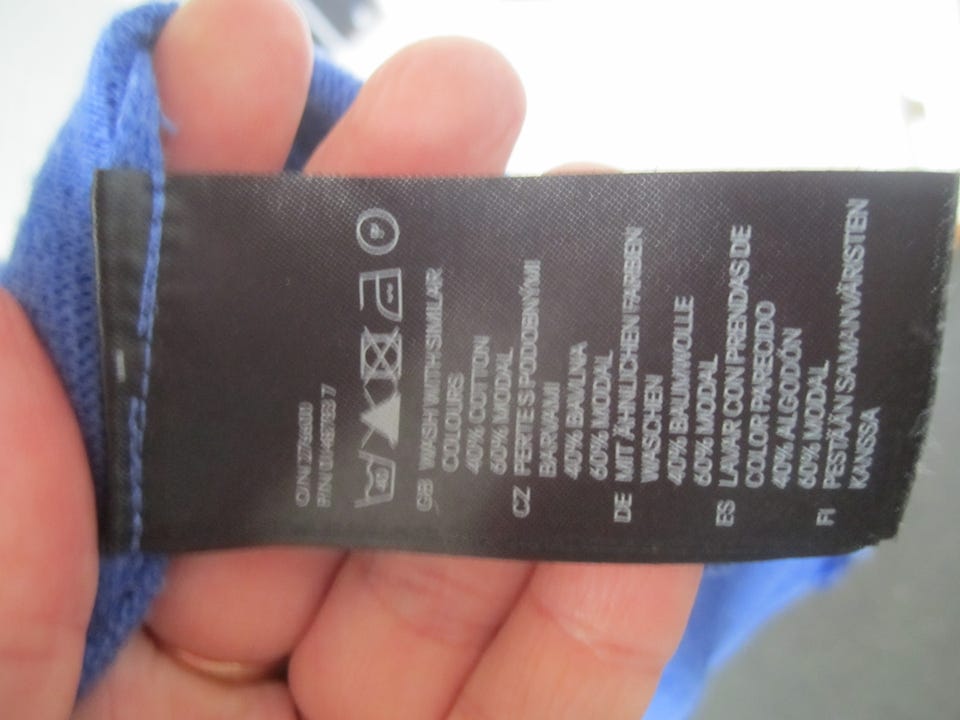 GB WASH WITH SIMILAR
COLOURS
40% COTTON
60% MODAL
CZ PERTE S PODOBNÝMI
BARVAMI
40% BAVLNA
60% MODAL
DE MIT ÄHNLICHEN FARBEN
WASCHEN
40% BAUMWOLLE
60% MODAL
ES LAVAR CON PRENDAS DE
COLOR PARECIDO
40% ALGODÓN
60% MODAL
FI PESTÄÄN SAMANVÄRISTEN
KANSSA